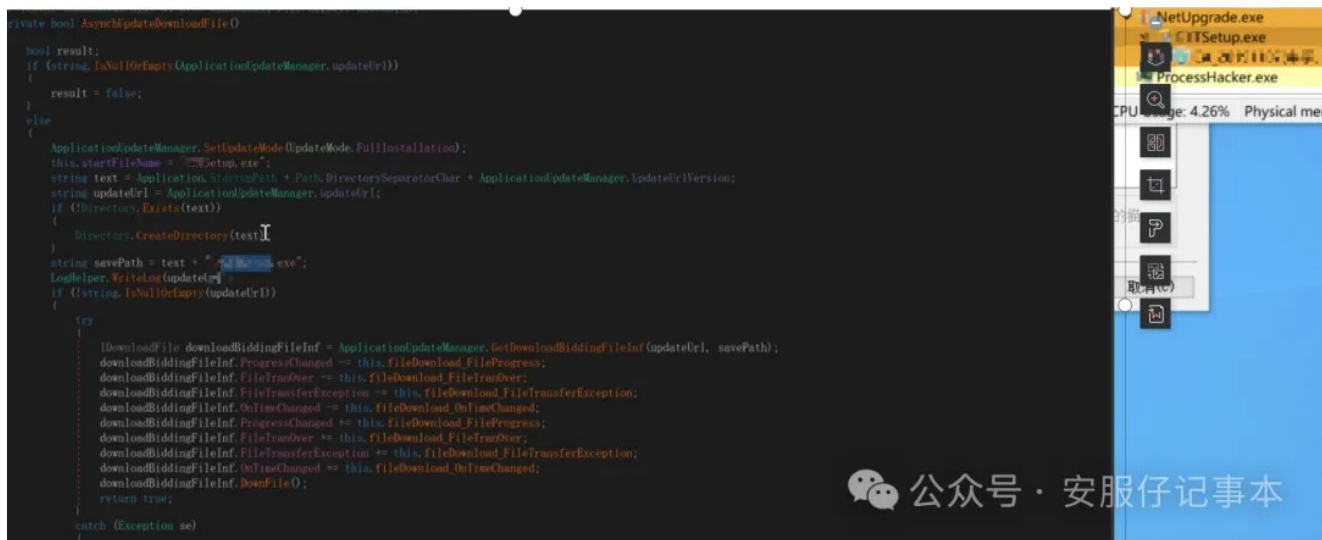 rivate bool AsynchUpdateDownloadFile()
bool result;
if (string.IsNullOrEmpty(ApplicationUpdateManager.updateUrl))
{
result = false;
}
else
{
ApplicationUpdateManager.SetUpdateMode(UpdateMode.FullInstallation);
this.startFileName = "Setup.exe";
string text = Application.StartupPath + Path.DirectorySeparatorChar + ApplicationUpdateManager.UpdateUrlVersion;
string updateUrl = ApplicationUpdateManager.updateUrl;
if (!Directory.Exists(text))
{
Directory.CreateDirectory(text)
}
string savePath = text + ".exe";
LogHelper.WriteLog(updateUrl
if (!string.IsNullOrEmpty(updateUrl))
{
try
{
IDownloadFile downloadBiddingFileInf = ApplicationUpdateManager.GetDownloadBiddingFileInf(updateUrl, savePath);
downloadBiddingFileInf.ProgressChanged -= this.fileDownload_FileProgress;
downloadBiddingFileInf.FileTranOver -= this.fileDownload_FileTranOver;
downloadBiddingFileInf.FileTransferException -= this.fileDownload_FileTransferException;
downloadBiddingFileInf.OnTimeChanged -= this.fileDownload_OnTimeChanged;
downloadBiddingFileInf.ProgressChanged += this.fileDownload_FileProgress;
downloadBiddingFileInf.FileTranOver += this.fileDownload_FileTranOver;
downloadBiddingFileInf.FileTransferException += this.fileDownload_FileTransferException;
downloadBiddingFileInf.OnTimeChanged += this.fileDownload_OnTimeChanged;
downloadBiddingFileInf.DownFile();
return true;
}
catch (Exception se)
{
NetUpgrade.exe
Setup.exe
ProcessHacker.exe
CPU Usage: 4.26% Physical me
的描
取消(C)
公众号 · 安服仔记事本